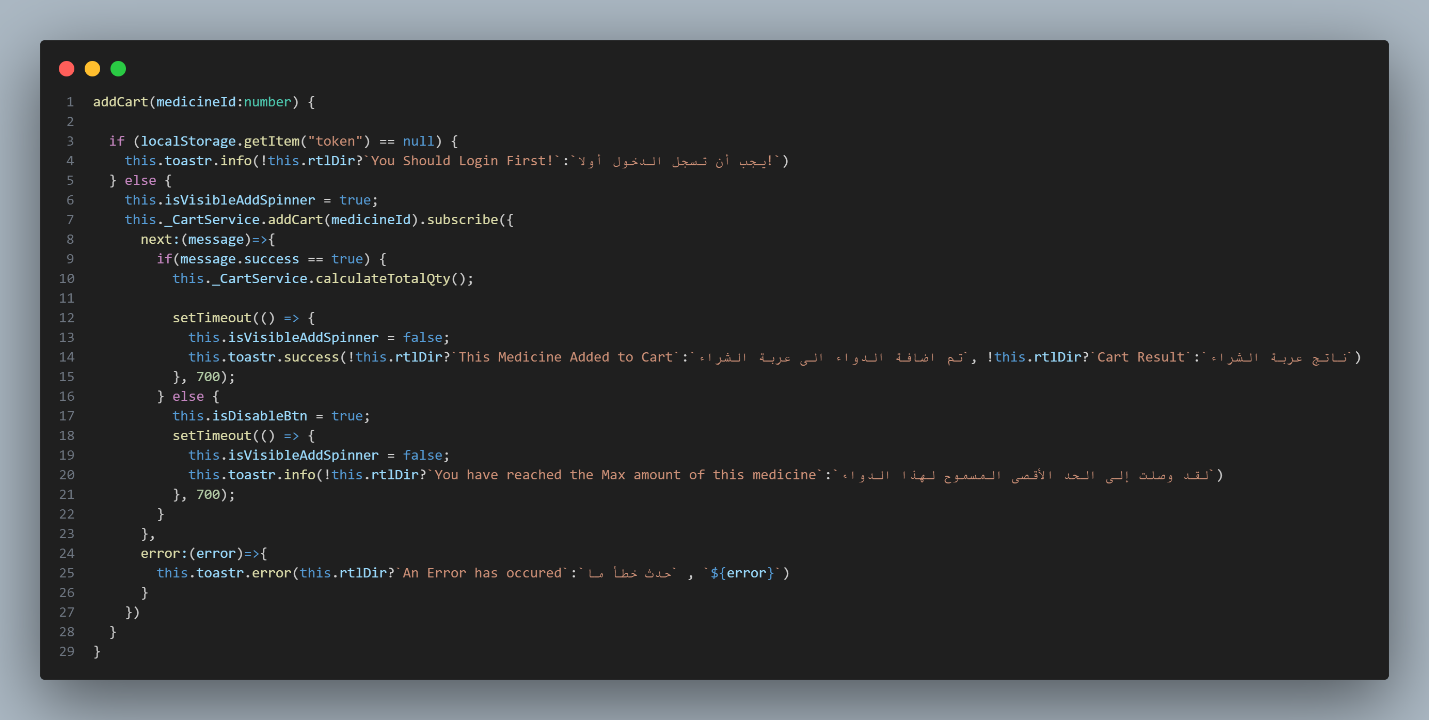 1 addCart(medicineId:number) {
2
3 if (localStorage.getItem("token") == null) {
4 this.toastr.info(!this.rtlDir?`You Should Login First!`:`يجب أن تسجل الدخول أولا!`)
5 } else {
6 this.isVisibleAddSpinner = true;
7 this._CartService.addCart(medicineId).subscribe({
8 next:(message)=>{
9 if(message.success == true) {
10 this._CartService.calculateTotalQty();
11
12 setTimeout(() => {
13 this.isVisibleAddSpinner = false;
14 this.toastr.success(!this.rtlDir?`This Medicine Added to Cart`:`تم اضافة الدواء الى عربة الشراء`, !this.rtlDir?`Cart Result`:`ناتج عربة الشراء`)
15 }, 700);
16 } else {
17 this.isDisableBtn = true;
18 setTimeout(() => {
19 this.isVisibleAddSpinner = false;
20 this.toastr.info(!this.rtlDir?`You have reached the Max amount of this medicine`:`لقد وصلت إلى الحد الأقصى المسموح لهذا الدواء`)
21 }, 700);
22 }
23 },
24 error:(error)=>{
25 this.toastr.error(this.rtlDir?`An Error has occured`:`حدث خطأ ما` , `${error}`)
26 }
27 })
28 }
29 }